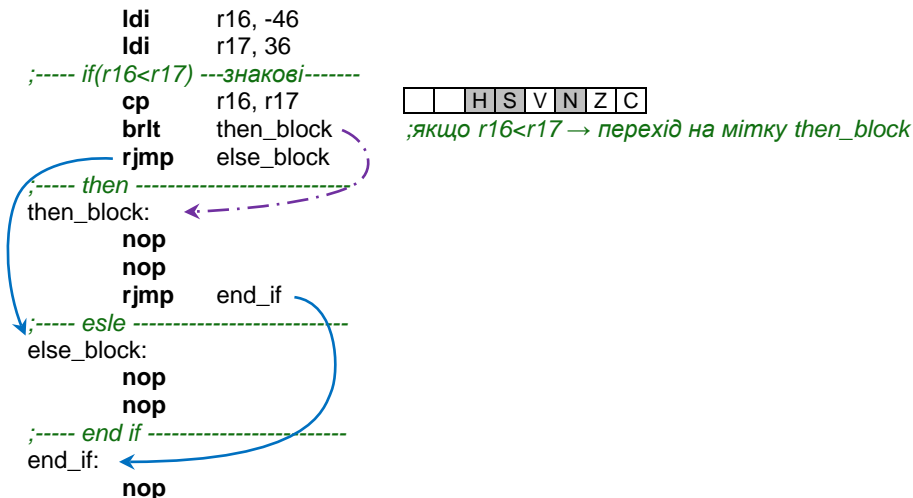 ldi r16, -46
ldi r17, 36
;----- if(r16<r17) ---знакові-------
cp r16, r17 H S V N Z C
brlt then_block ;якщо r16<r17 → перехід на мітку then_block
rjmp else_block
;----- then ---------------------------
then_block:
nop
nop
rjmp end_if
;----- esle ---------------------------
else_block:
nop
nop
;----- end if -------------------------
end_if:
nop